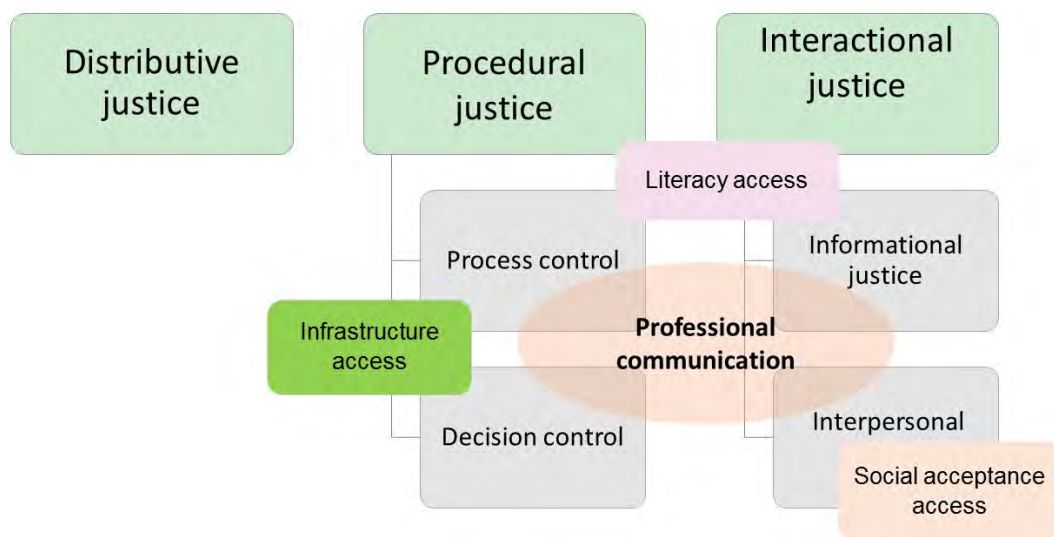 Distributive
justice
Procedural
justice
Interactional
justice
Literacy access
Process control
Informational
justice
Infrastructure
access
Professional
communication
Decision control
Interpersonal
Social acceptance
access